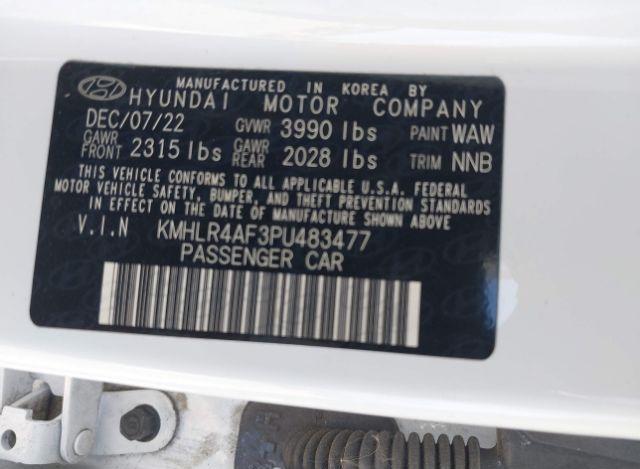 MANUFACTURED IN KOREA BY
HYUNDAI MOTOR COMPANY
DEC/07/22 GVWR 3990 lbs PAINT WAW
GAWR FRONT 2315 lbs GAWR REAR 2028 lbs TRIM NNB
THIS VEHICLE CONFORMS TO ALL APPLICABLE U.S.A. FEDERAL
MOTOR VEHICLE SAFETY, BUMPER, AND THEFT PREVENTION STANDARDS
IN EFFECT ON THE DATE OF MANUFACTURE SHOWN ABOVE.
V.I.N KMHLR4AF3PU483477
PASSENGER CAR